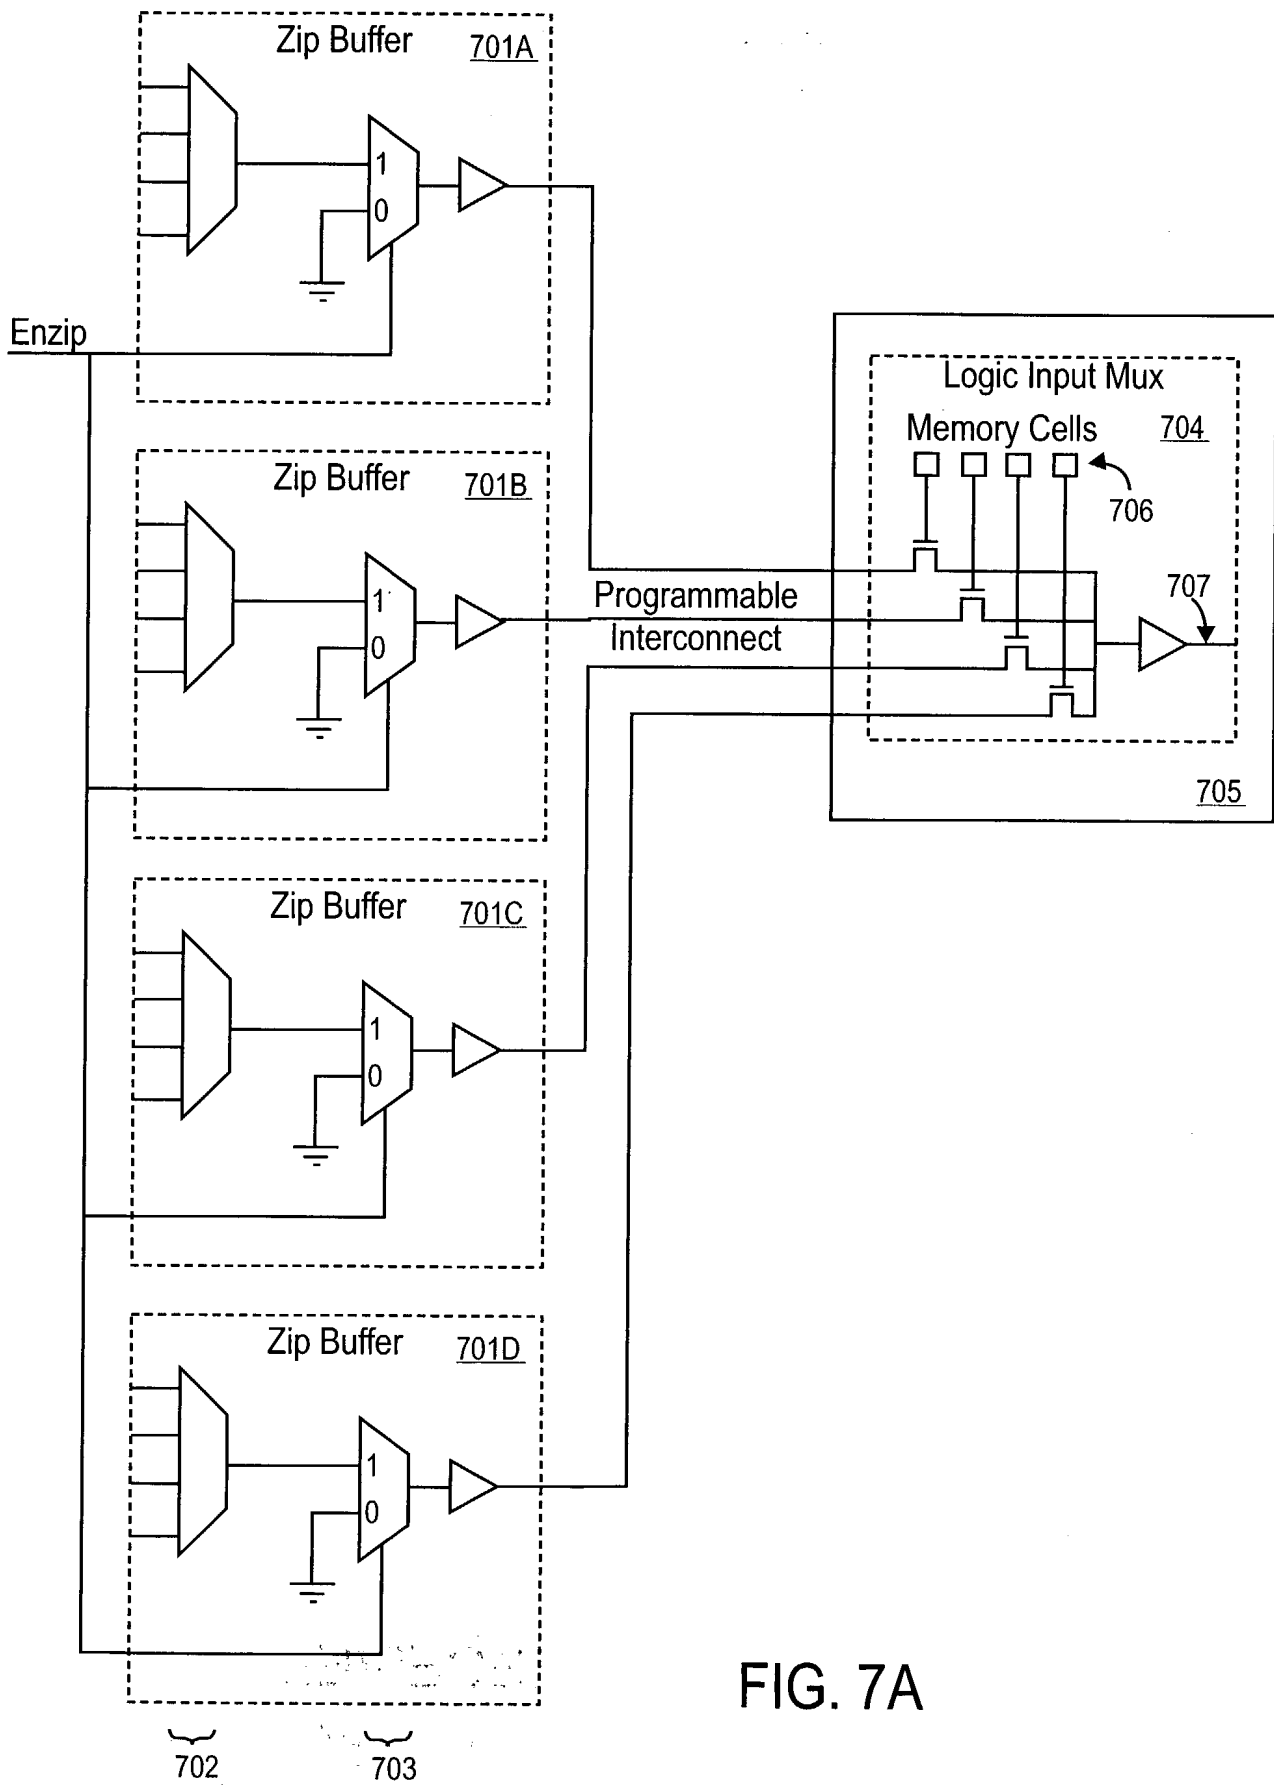 Zip Buffer 701A
1
0
Enzip
Zip Buffer 701B
1
0
Zip Buffer 701C
1
0
Zip Buffer 701D
1
0
702
703
Programmable
Interconnect
Logic Input Mux
704
Memory Cells
706
707
705
FIG. 7A